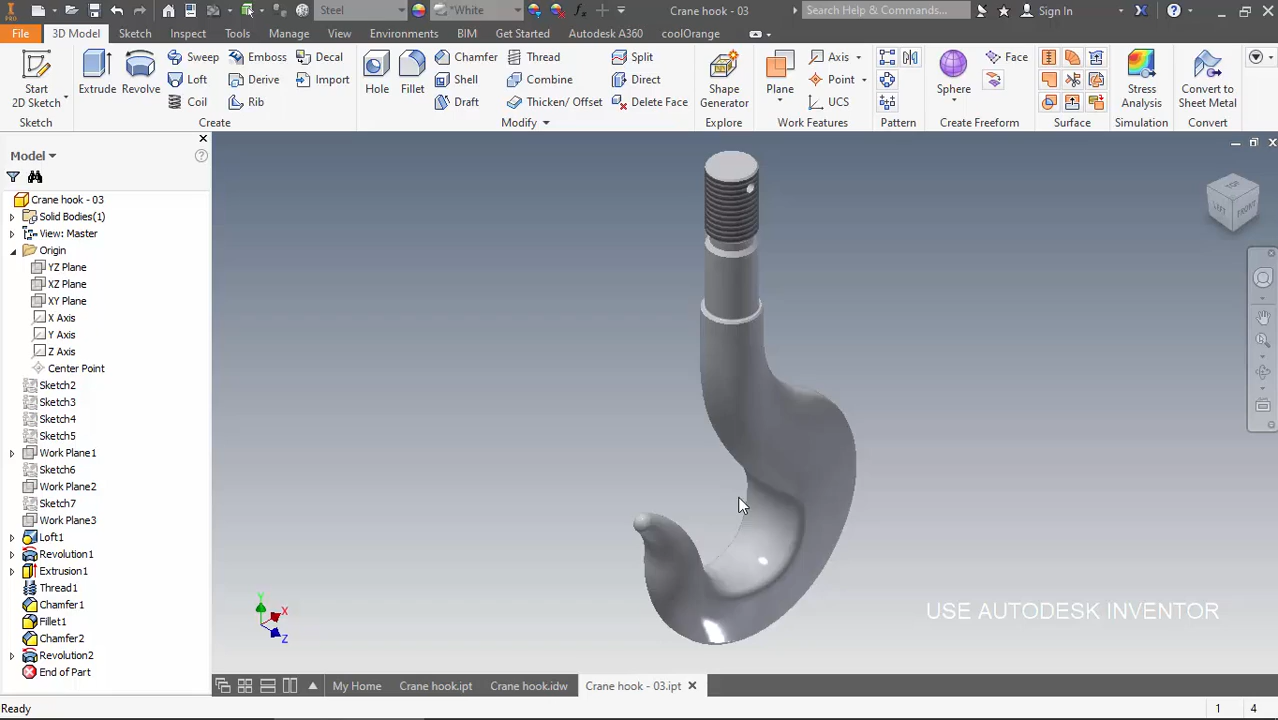 PRO
Steel
*White
Crane hook - 03
Search Help & Commands...
Sign In
File
3D Model
Sketch
Inspect
Tools
Manage
View
Environments
BIM
Get Started
Autodesk A360
coolOrange
Start
2D Sketch
Sketch
Extrude
Revolve
Sweep
Loft
Coil
Emboss
Derive
Rib
Decal
Import
Create
Hole
Fillet
Chamfer
Shell
Draft
Thread
Combine
Thicken/ Offset
Split
Direct
Delete Face
Modify
Shape
Generator
Explore
Plane
Axis
Point
UCS
Work Features
Pattern
Sphere
Face
Create Freeform
Surface
Stress
Analysis
Simulation
Convert to
Sheet Metal
Convert
Model
Crane hook - 03
Solid Bodies(1)
View: Master
Origin
YZ Plane
XZ Plane
XY Plane
X Axis
Y Axis
Z Axis
Center Point
Sketch2
Sketch3
Sketch4
Sketch5
Work Plane1
Sketch6
Work Plane2
Sketch7
Work Plane3
Loft1
Revolution1
Extrusion1
Thread1
Chamfer1
Fillet1
Chamfer2
Revolution2
End of Part
TOP
LEFT
FRONT
Y
X
Z
USE AUTODESK INVENTOR
My Home
Crane hook.ipt
Crane hook.idw
Crane hook - 03.ipt
Ready
1
4